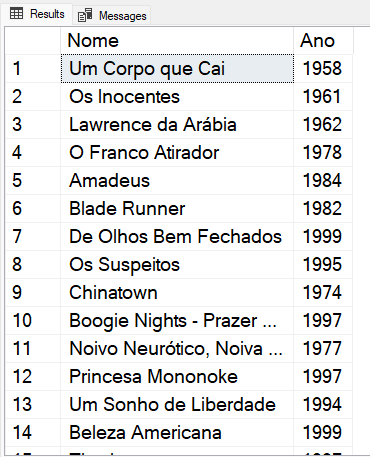 Results Messages
Nome Ano
1 Um Corpo que Cai 1958
2 Os Inocentes 1961
3 Lawrence da Arábia 1962
4 O Franco Atirador 1978
5 Amadeus 1984
6 Blade Runner 1982
7 De Olhos Bem Fechados 1999
8 Os Suspeitos 1995
9 Chinatown 1974
10 Boogie Nights - Prazer ... 1997
11 Noivo Neurótico, Noiva ... 1977
12 Princesa Mononoke 1997
13 Um Sonho de Liberdade 1994
14 Beleza Americana 1999